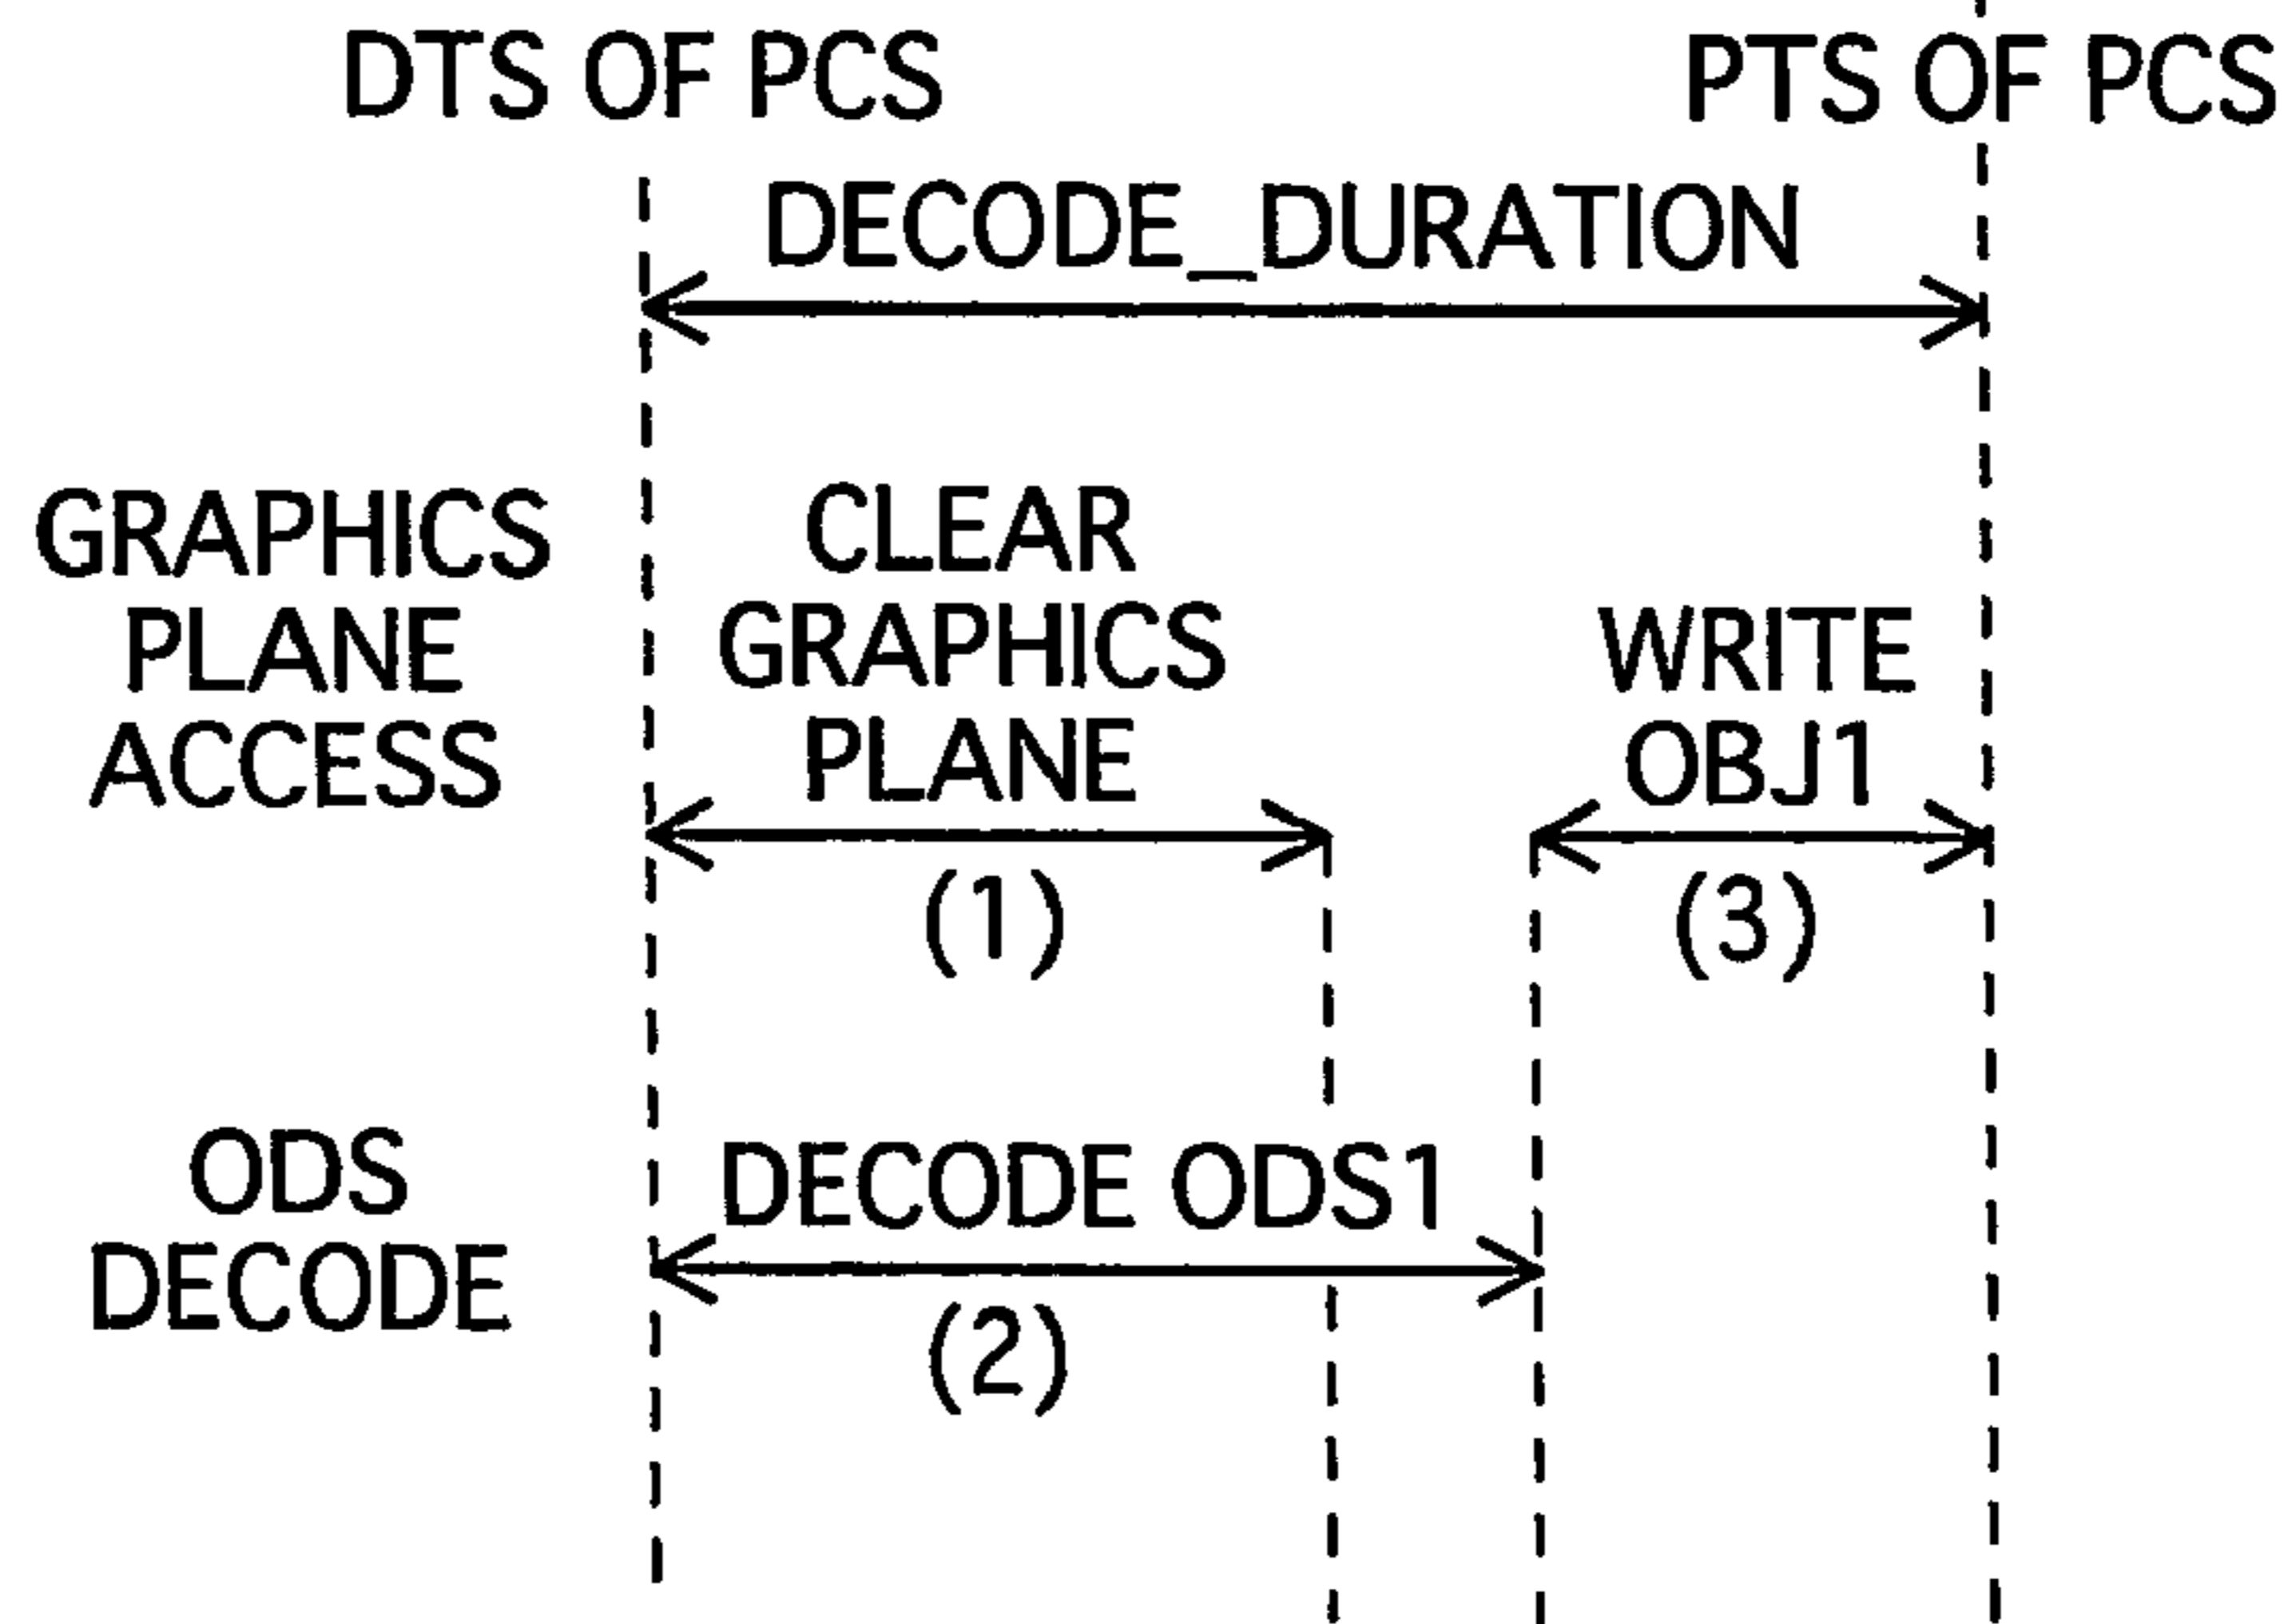 DTS OF PCS
PTS OF PCS
DECODE_DURATION
GRAPHICS
PLANE
ACCESS
CLEAR
GRAPHICS
PLANE
WRITE
OBJ1
(1)
(3)
ODS
DECODE
DECODE ODS1
(2)